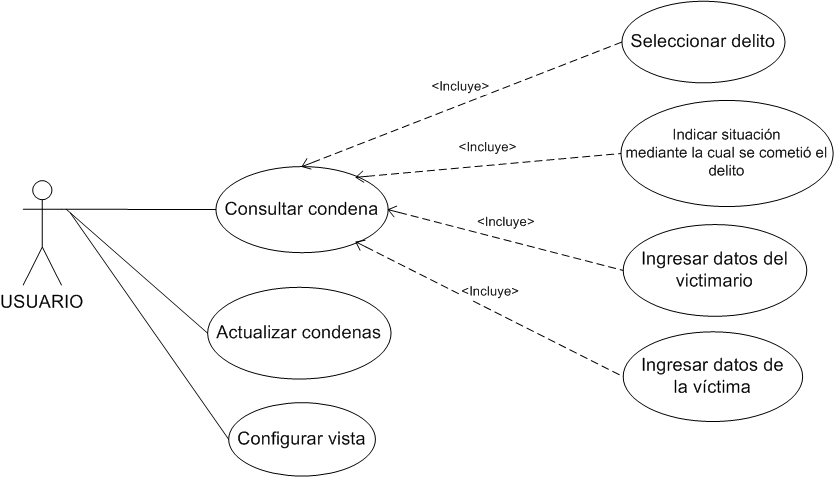 Seleccionar delito
<Incluye>
Indicar situación
mediante la cual se cometió el
delito
<Incluye>
Consultar condena
<Incluye>
Ingresar datos del
victimario
<Incluye>
USUARIO
Actualizar condenas
Ingresar datos de
la víctima
Configurar vista